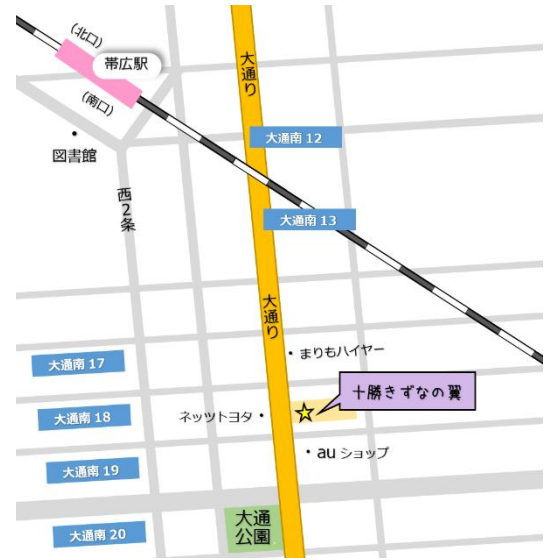 (北口)
帯広駅
(南口)
図書館
大通り
大通南 12
西2条
大通南 13
大通り
まりもハイヤー
大通南 17
十勝きずなの翼
大通南 18
ネッツトヨタ
au ショップ
大通南 19
大通
公園
大通南 20